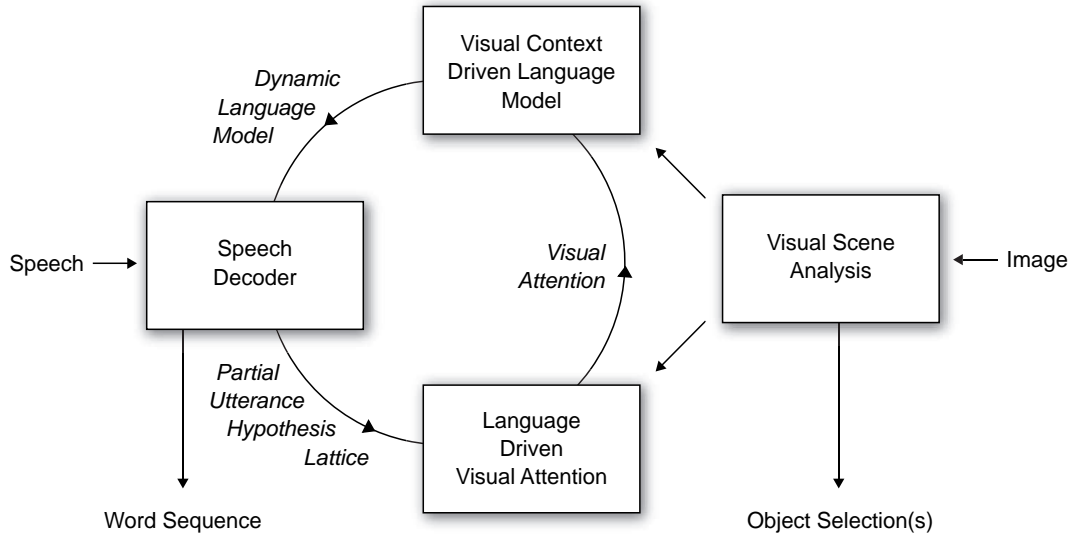 Visual Context
Driven Language
Model
Dynamic
Language
Model
Speech
Speech
Decoder
Visual
Attention
Visual Scene
Analysis
Image
Partial
Utterance
Hypothesis
Lattice
Language
Driven
Visual Attention
Word Sequence
Object Selection(s)